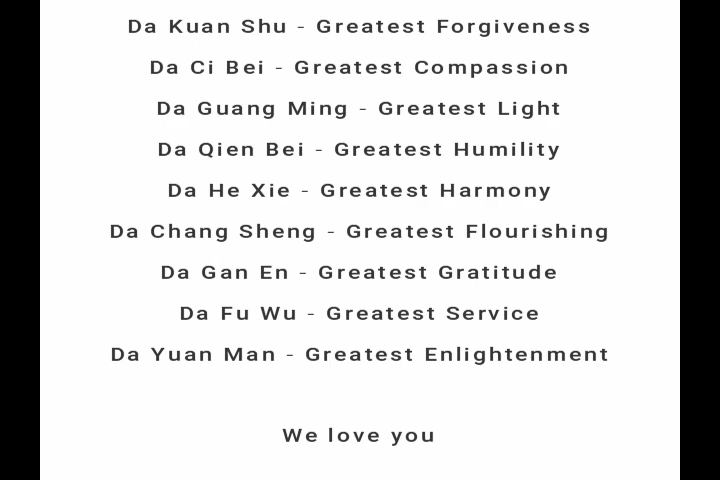 Da Kuan Shu - Greatest Forgiveness
Da Ci Bei - Greatest Compassion
Da Guang Ming - Greatest Light
Da Qien Bei - Greatest Humility
Da He Xie - Greatest Harmony
Da Chang Sheng - Greatest Flourishing
Da Gan En - Greatest Gratitude
Da Fu Wu - Greatest Service
Da Yuan Man - Greatest Enlightenment
We love you